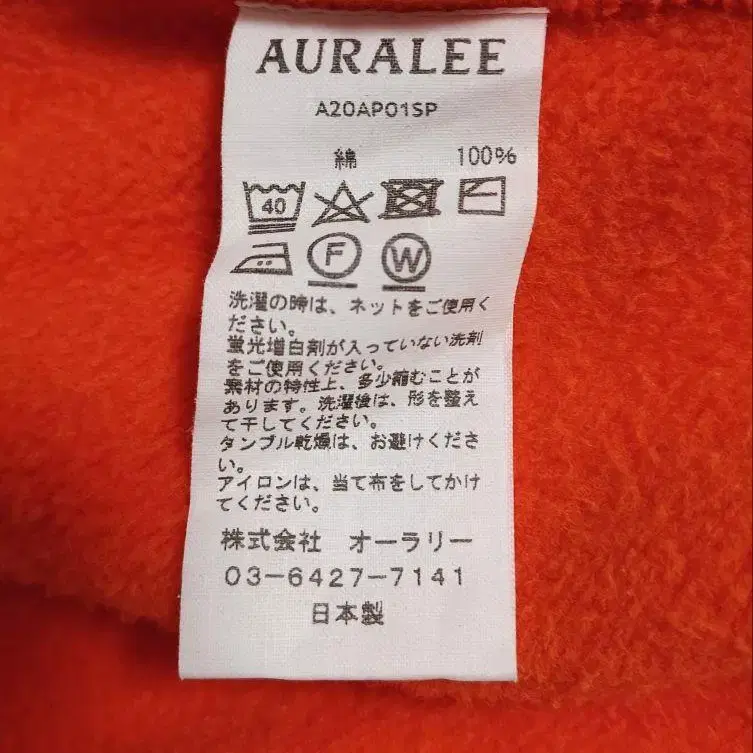 AURALEE
A20AP01SP
綿 100%
40
F W
洗濯の時は、ネットをご使用く
ださい。
蛍光増白剤が入っていない洗剤
をご使用ください。
素材の特性上、多少縮むことが
あります。洗濯後は、形を整え
て干してください。
タンブル乾燥は、お避けくださ
い。
アイロンは、当て布をしてかけ
てください。
株式会社 オーラリー
03-6427-7141
日本製